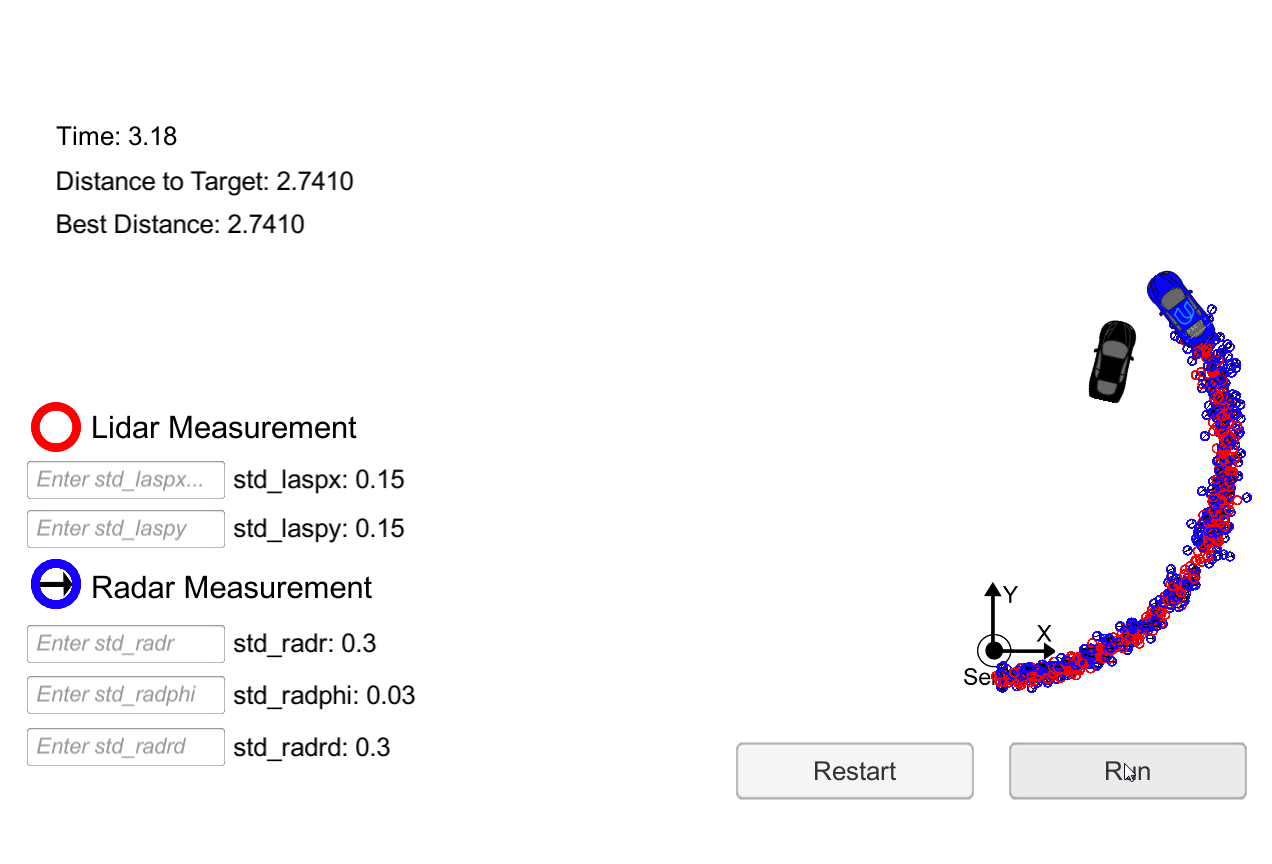 Time: 3.18
Distance to Target: 2.7410
Best Distance: 2.7410
Lidar Measurement
Enter std_laspx... std_laspx: 0.15
Enter std_laspy std_laspy: 0.15
Radar Measurement
Enter std_radr std_radr: 0.3
Enter std_radphi std_radphi: 0.03
Enter std_radrd std_radrd: 0.3
Y
X
Se
Restart Run